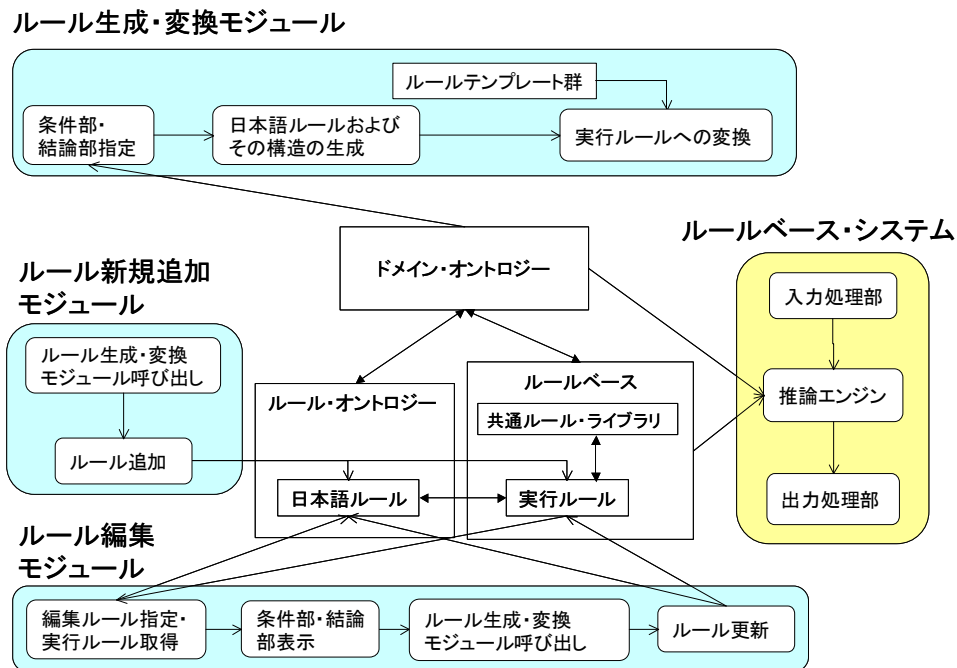 ルール生成・変換モジュール
ルールテンプレート群
条件部・
結論部指定
日本語ルールおよび
その構造の生成
実行ルールへの変換
ルールベース・システム
ドメイン・オントロジー
入力処理部
推論エンジン
出力処理部
ルール新規追加
モジュール
ルール生成・変換
モジュール呼び出し
ルール追加
ルール・オントロジー
日本語ルール
ルールベース
共通ルール・ライブラリ
実行ルール
ルール編集
モジュール
編集ルール指定・
実行ルール取得
条件部・結論
部表示
ルール生成・変換
モジュール呼び出し
ルール更新